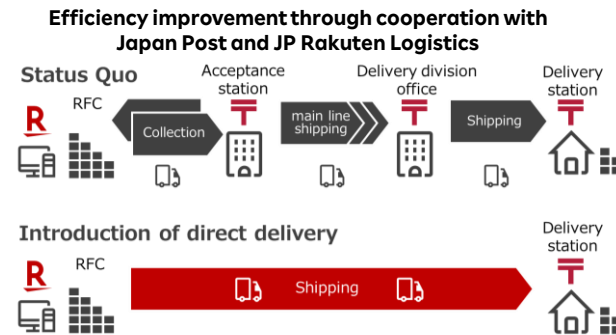 Efficiency improvement through cooperation with
Japan Post and JP Rakuten Logistics
Status Quo
Acceptance
station
Delivery division
office
Delivery
station
RFC
R
〒
〒
〒
Collection
main line
shipping
Shipping
Introduction of direct delivery
Delivery
station
RFC
R
〒
Shipping